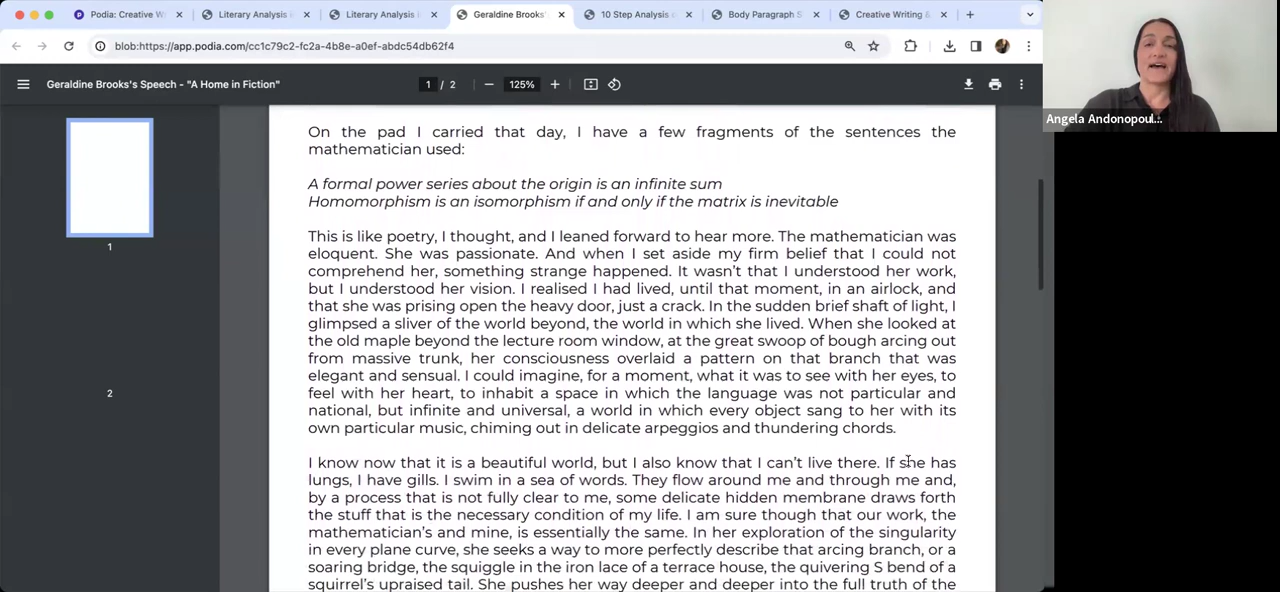 Podia: Creative W
Literary Analysis
Literary Analysis
Geraldine Brooks'
10 Step Analysis o
Body Paragraph S
Creative Writing &
blob:https://app.podia.com/cc1c79c2-fc2a-4b8e-a0ef-abdc54db62f4
Geraldine Brooks's Speech - "A Home in Fiction"
1 / 2
125%
Angela Andonopoul...
1
2
On the pad I carried that day, I have a few fragments of the sentences the
mathematician used:
A formal power series about the origin is an infinite sum
Homomorphism is an isomorphism if and only if the matrix is inevitable
This is like poetry, I thought, and I leaned forward to hear more. The mathematician was
eloquent. She was passionate. And when I set aside my firm belief that I could not
comprehend her, something strange happened. It wasn't that I understood her work,
but I understood her vision. I realised I had lived, until that moment, in an airlock, and
that she was prising open the heavy door, just a crack. In the sudden brief shaft of light, I
glimpsed a sliver of the world beyond, the world in which she lived. When she looked at
the old maple beyond the lecture room window, at the great swoop of bough arcing out
from massive trunk, her consciousness overlaid a pattern on that branch that was
elegant and sensual. I could imagine, for a moment, what it was to see with her eyes, to
feel with her heart, to inhabit a space in which the language was not particular and
national, but infinite and universal, a world in which every object sang to her with its
own particular music, chiming out in delicate arpeggios and thundering chords.
I know now that it is a beautiful world, but I also know that I can't live there. If she has
lungs, I have gills. I swim in a sea of words. They flow around me and through me and,
by a process that is not fully clear to me, some delicate hidden membrane draws forth
the stuff that is the necessary condition of my life. I am sure though that our work, the
mathematician's and mine, is essentially the same. In her exploration of the singularity
in every plane curve, she seeks a way to more perfectly describe that arcing branch, or a
soaring bridge, the squiggle in the iron lace of a terrace house, the quivering S bend of a
squirrel's upraised tail. She pushes her way deeper and deeper into the full truth of the